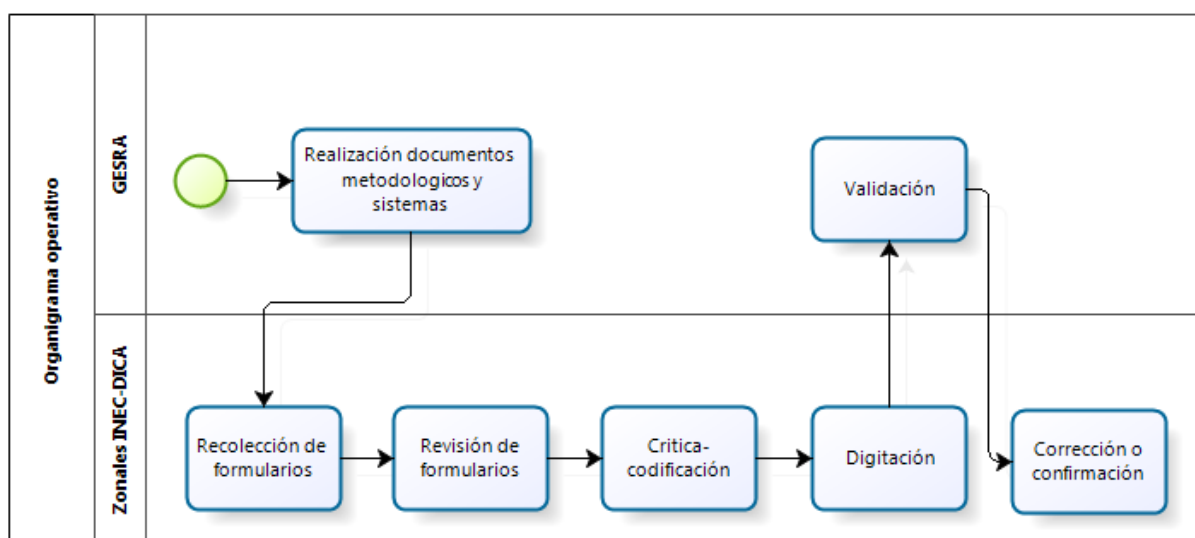 Organigrama operativo
GESRA
Realización documentos
metodologicos y
sistemas
Validación
Zonales INEC-DICA
Recolección de
formularios
Revisión de
formularios
Critica-
codificación
Digitación
Corrección o
confirmación